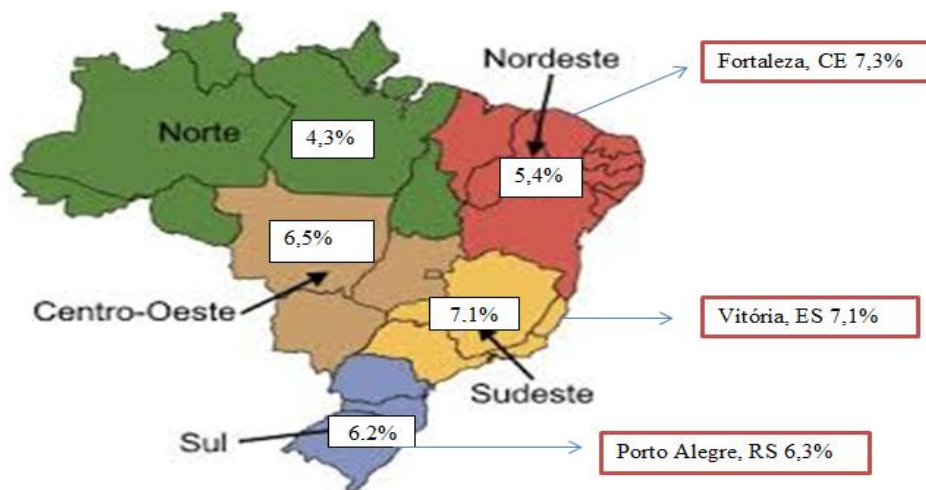 Nordeste
Fortaleza, CE 7,3%
Norte
4,3%
5,4%
6,5%
Centro-Oeste
7,1%
Vitória, ES 7,1%
Sudeste
Sul
6,2%
Porto Alegre, RS 6,3%